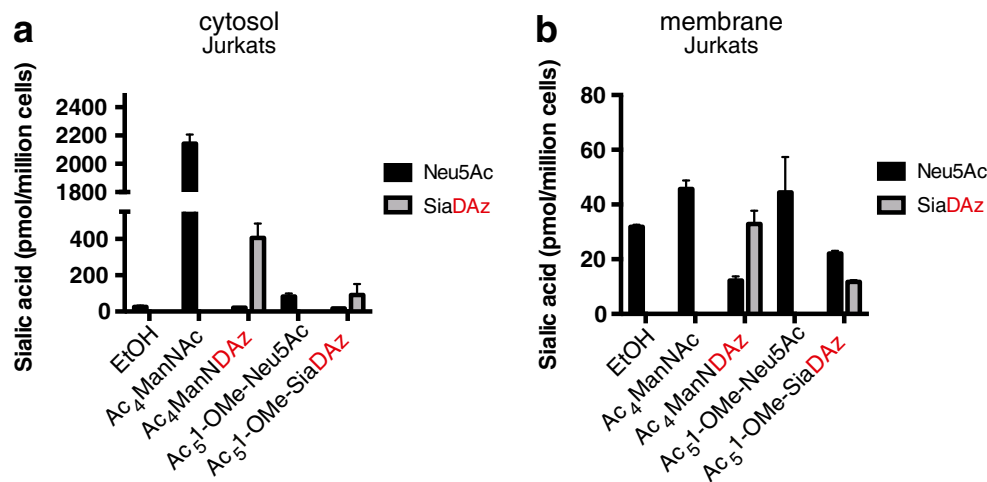 a
cytosol
Jurkats
Sialic acid (pmol/million cells)
2400
2200
2000
1800
400
200
0
EtOH
Ac4ManNAc
Ac4ManNDAz
Ac51-OMe-Neu5Ac
Ac51-OMe-SiaDAz
Neu5Ac
SiaDAz
b
membrane
Jurkats
Sialic acid (pmol/million cells)
80
60
40
20
0
EtOH
Ac4ManNAc
Ac4ManNDAz
Ac51-OMe-Neu5Ac
Ac51-OMe-SiaDAz
Neu5Ac
SiaDAz